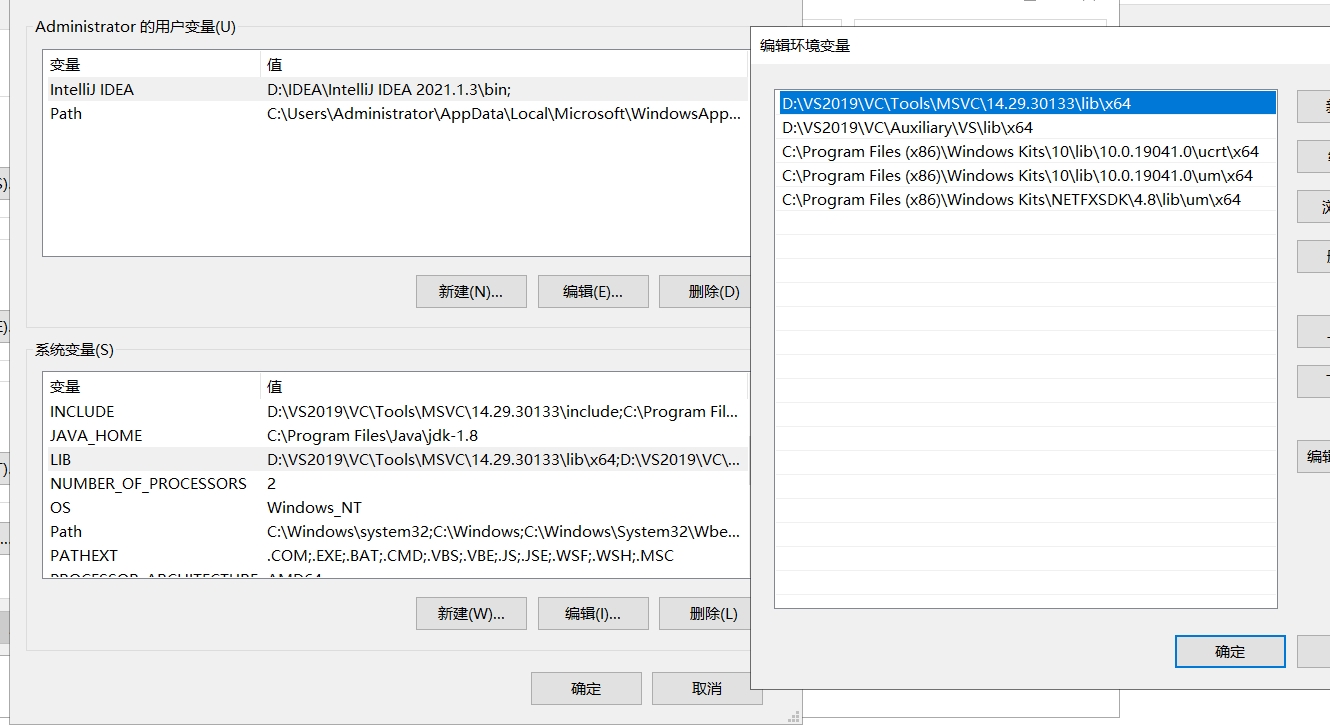 Administrator 的用户变量(U)
变量 值
IntelliJ IDEA D:\IDEA\IntelliJ IDEA 2021.1.3\bin;
Path C:\Users\Administrator\AppData\Local\Microsoft\WindowsApp...
新建(N)... 编辑(E)... 删除(D)
系统变量(S)
变量 值
INCLUDE D:\VS2019\VC\Tools\MSVC\14.29.30133\include;C:\Program Fil...
JAVA_HOME C:\Program Files\Java\jdk-1.8
LIB D:\VS2019\VC\Tools\MSVC\14.29.30133\lib\x64;D:\VS2019\VC\...
NUMBER_OF_PROCESSORS 2
OS Windows_NT
Path C:\Windows\system32;C:\Windows;C:\Windows\System32\Wbe...
PATHEXT .COM;.EXE;.BAT;.CMD;.VBS;.VBE;.JS;.JSE;.WSF;.WSH;.MSC
PROCESSOR_ARCHITECTURE AMD64
新建(W)... 编辑(I)... 删除(L)
确定 取消
编辑环境变量
D:\VS2019\VC\Tools\MSVC\14.29.30133\lib\x64
D:\VS2019\VC\Auxiliary\VS\lib\x64
C:\Program Files (x86)\Windows Kits\10\lib\10.0.19041.0\ucrt\x64
C:\Program Files (x86)\Windows Kits\10\lib\10.0.19041.0\um\x64
C:\Program Files (x86)\Windows Kits\NETFXSDK\4.8\lib\um\x64
编辑
确定